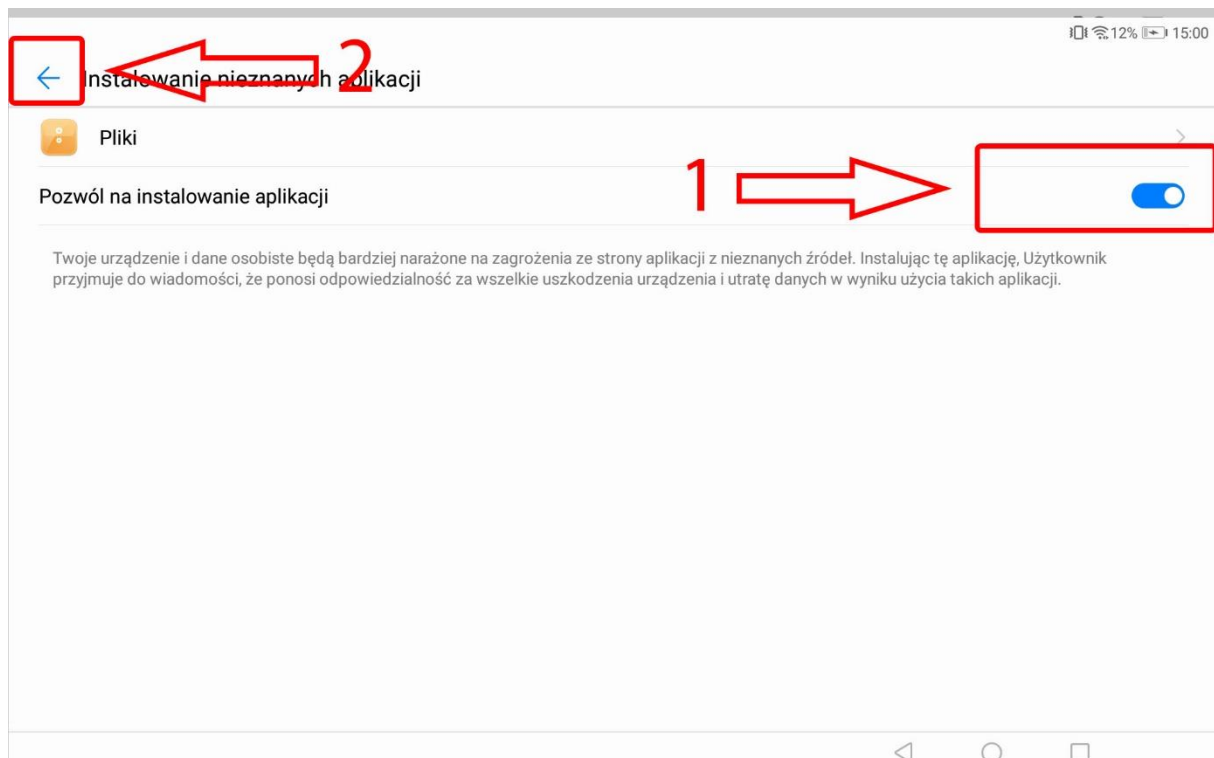 12% 15:00
2
Instalowanie nieznanych aplikacji
Pliki
1
Pozwól na instalowanie aplikacji
Twoje urządzenie i dane osobiste będą bardziej narażone na zagrożenia ze strony aplikacji z nieznanych źródeł. Instalując tę aplikację, Użytkownik
przyjmuje do wiadomości, że ponosi odpowiedzialność za wszelkie uszkodzenia urządzenia i utratę danych w wyniku użycia takich aplikacji.